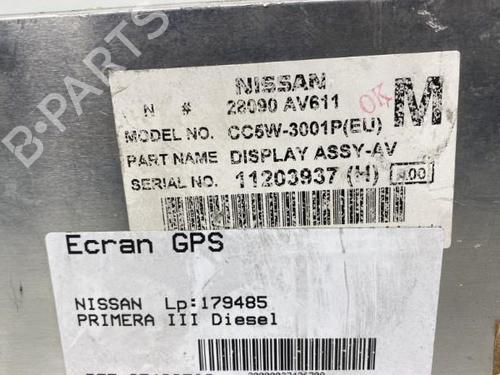 NISSAN
N # 28090 AV611
OK
M
MODEL NO. CC5W-3001P(EU)
PART NAME DISPLAY ASSY-AV
SERIAL NO. 11203937 (H) A00
Ecran GPS
NISSAN Lp:179485
PRIMERA III Diesel
B-PARTS